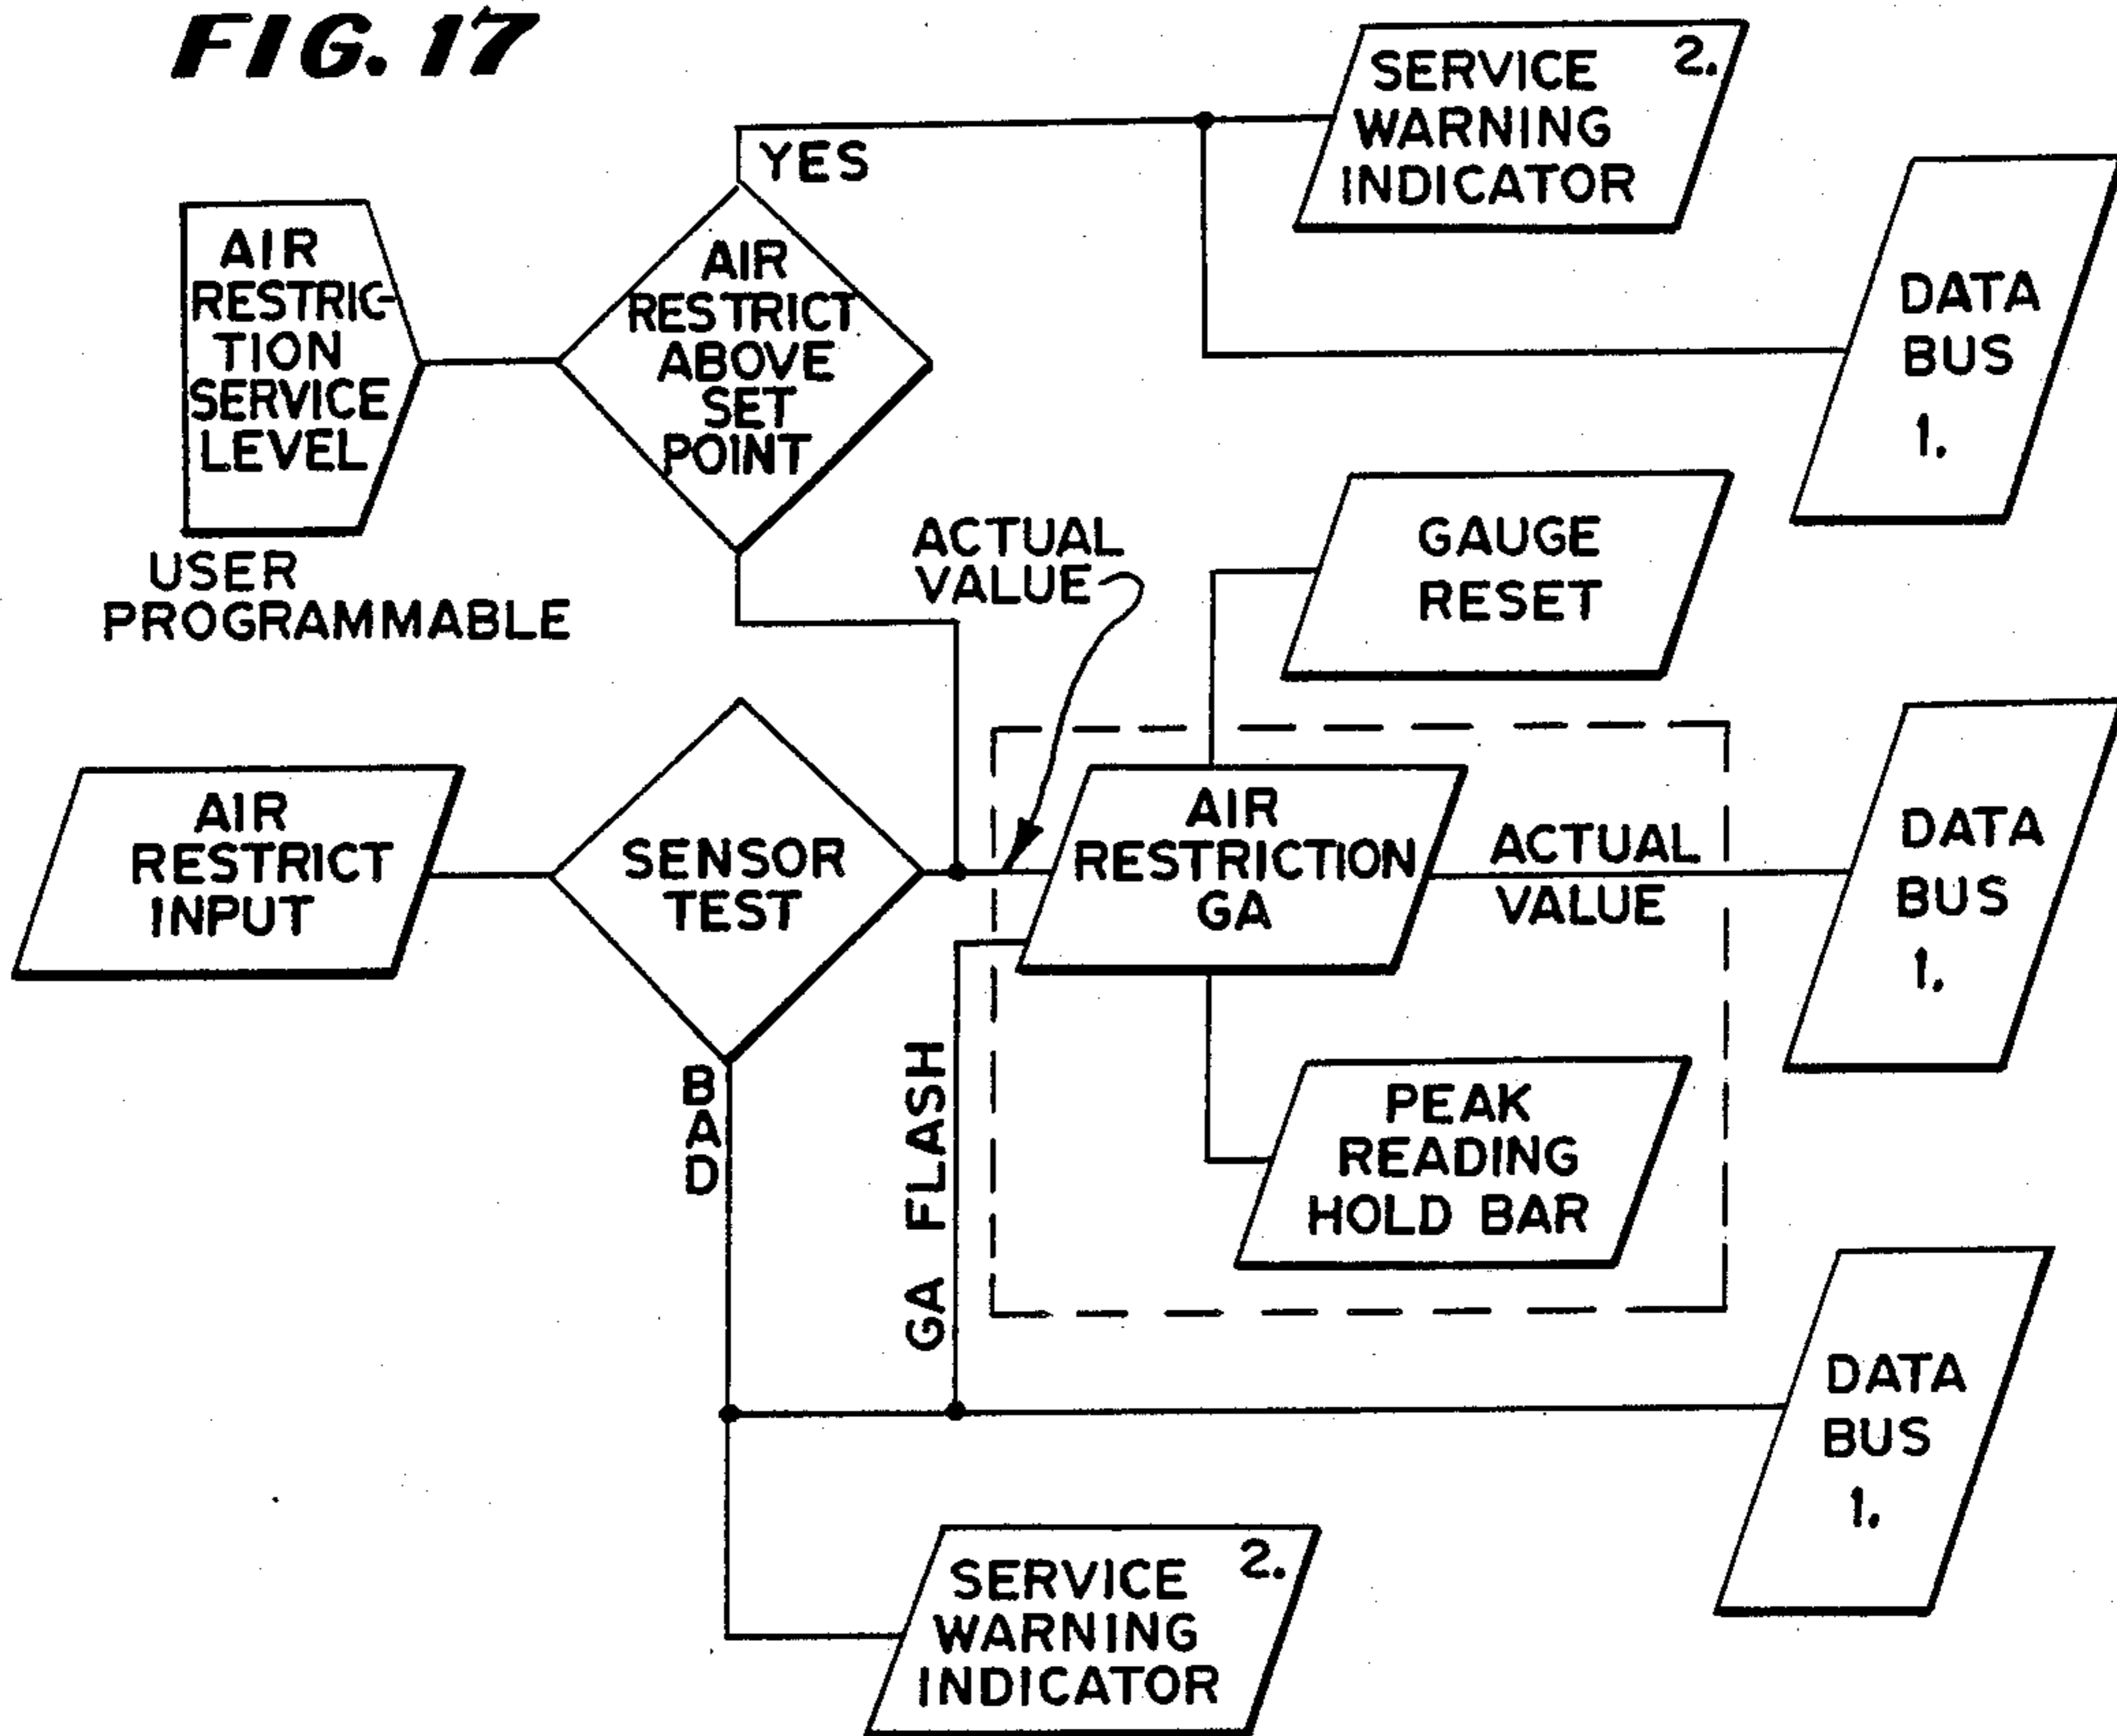 FIG. 17
SERVICE 2.
WARNING
INDICATOR
YES
DATA
BUS
1.
AIR
RESTRIC-
TION
SERVICE
LEVEL
USER
PROGRAMMABLE
AIR
RESTRICT
ABOVE
SET
POINT
ACTUAL
VALUE
GAUGE
RESET
AIR
RESTRICT
INPUT
SENSOR
TEST
AIR
RESTRICTION
GA
ACTUAL
VALUE
DATA
BUS
1.
BAD
GA FLASH
PEAK
READING
HOLD BAR
DATA
BUS
1.
SERVICE 2.
WARNING
INDICATOR